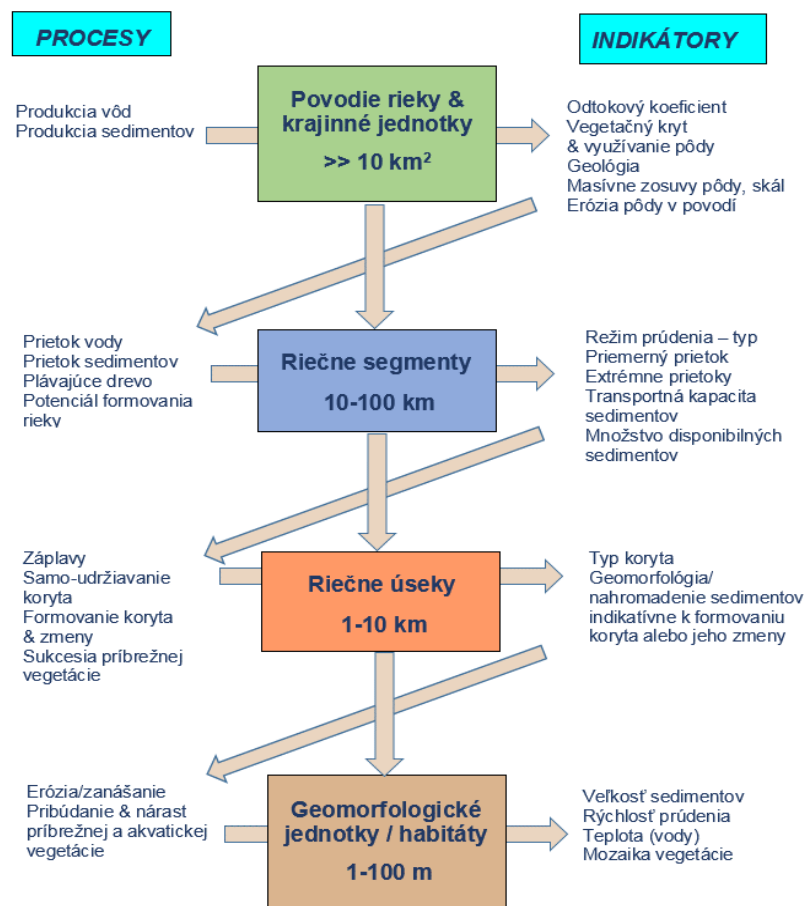 PROCESY
INDIKÁTORY
Produkcia vôd
Produkcia sedimentov
Povodie rieky &
krajinné jednotky
>> 10 km²
Odtokový koeficient
Vegetačný kryt
& využívanie pôdy
Geológia
Masívne zosuvy pôdy, skál
Erózia pôdy v povodí
Prietok vody
Prietok sedimentov
Plávajúce drevo
Potenciál formovania
rieky
Riečne segmenty
10-100 km
Režim prúdenia – typ
Priemerný prietok
Extrémne prietoky
Transportná kapacita
sedimentov
Množstvo disponibilných
sedimentov
Záplavy
Samo-udržiavanie
koryta
Formovanie koryta
& zmeny
Sukcesia príbrežnej
vegetácie
Riečne úseky
1-10 km
Typ koryta
Geomorfológia/
nahromadenie sedimentov
indikatívne k formovaniu
koryta alebo jeho zmeny
Erózia/zanášanie
Pribúdanie & nárast
príbrežnej a akvatickej
vegetácie
Geomorfologické
jednotky / habitáty
1-100 m
Veľkosť sedimentov
Rýchlosť prúdenia
Teplota (vody)
Mozaika vegetácie